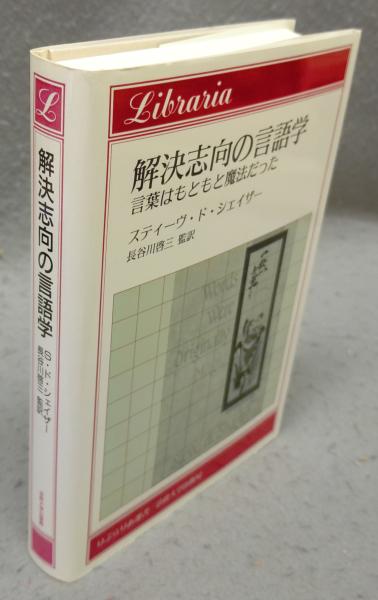 Libraria
解決志向の言語学
言葉はもともと魔法だった
スティーヴ・ド・シェイザー
長谷川啓三 監訳
Words
Were
Originally
L
解決志向の言語学
S・ド・シェイザー
長谷川啓三 監訳